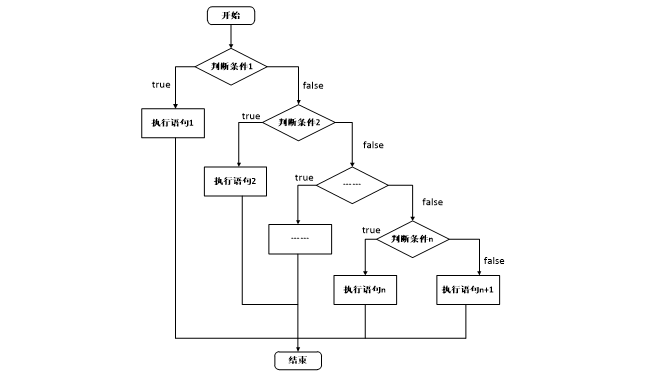 开始
判断条件1
true
false
执行语句1
判断条件2
true
false
执行语句2
------
true
false
------
判断条件n
true
false
执行语句n
执行语句n+1
结束